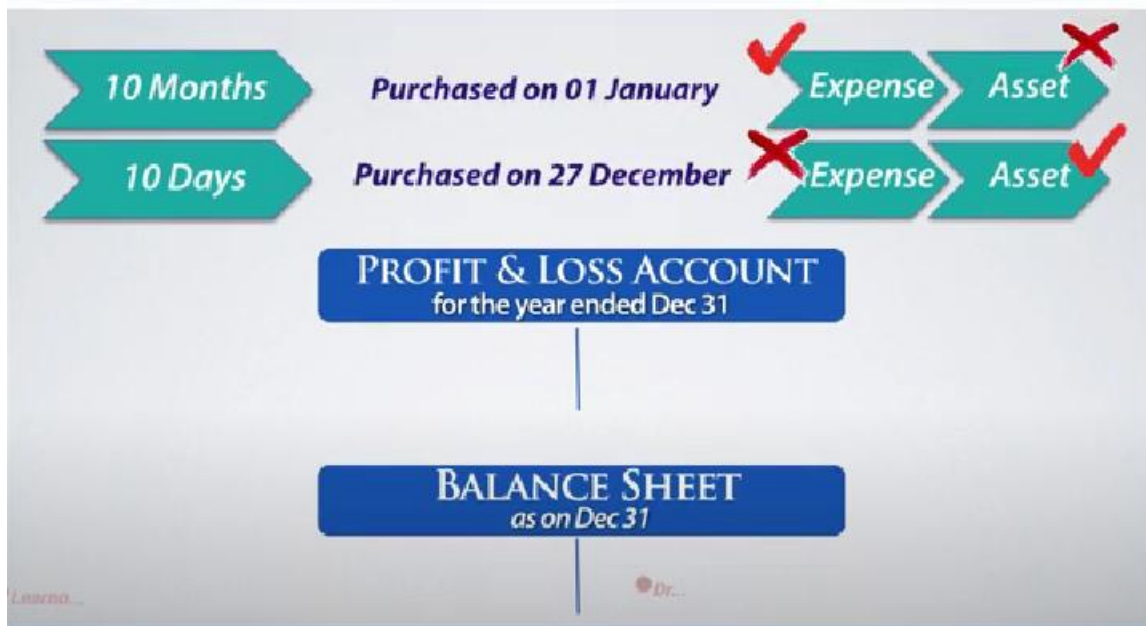 10 Months Purchased on 01 January Expense Asset
10 Days Purchased on 27 December Expense Asset
PROFIT & LOSS ACCOUNT
for the year ended Dec 31
BALANCE SHEET
as on Dec 31
Dr...